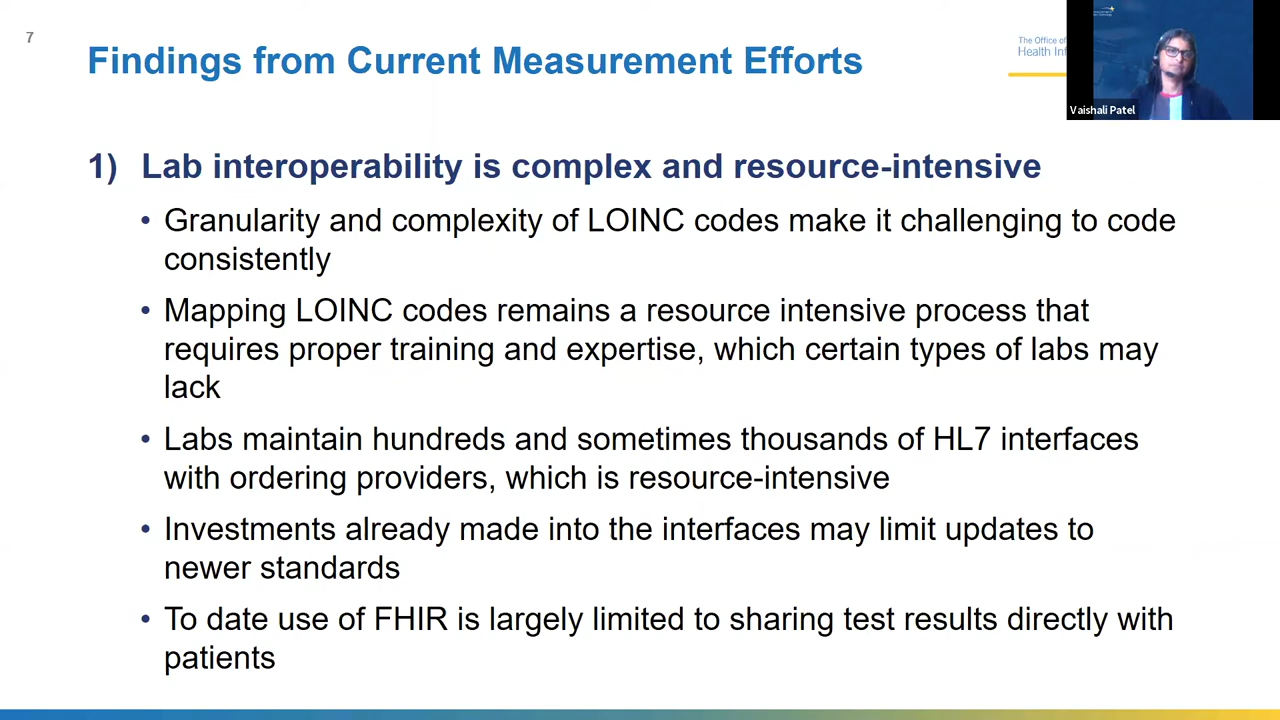 7
Findings from Current Measurement Efforts
The Office of
Health Inf
Vaishali Patel
1) Lab interoperability is complex and resource-intensive
• Granularity and complexity of LOINC codes make it challenging to code
consistently
• Mapping LOINC codes remains a resource intensive process that
requires proper training and expertise, which certain types of labs may
lack
• Labs maintain hundreds and sometimes thousands of HL7 interfaces
with ordering providers, which is resource-intensive
• Investments already made into the interfaces may limit updates to
newer standards
• To date use of FHIR is largely limited to sharing test results directly with
patients